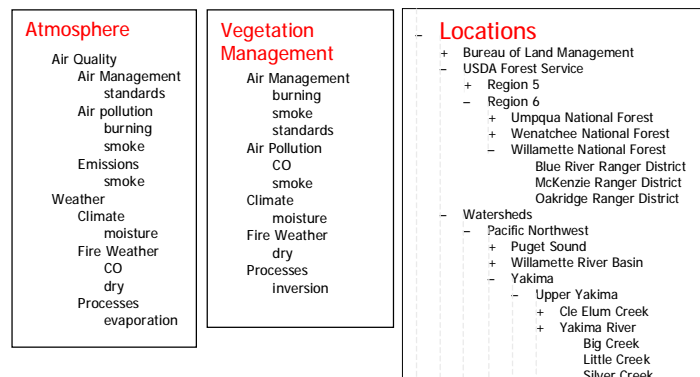 Atmosphere
Air Quality
Air Management
standards
Air pollution
burning
smoke
Emissions
smoke
Weather
Climate
moisture
Fire Weather
CO
dry
Processes
evaporation
Vegetation
Management
Air Management
burning
smoke
standards
Air Pollution
CO
smoke
Climate
moisture
Fire Weather
dry
Processes
inversion
– Locations
+ Bureau of Land Management
– USDA Forest Service
+ Region 5
– Region 6
+ Umpqua National Forest
+ Wenatchee National Forest
– Willamette National Forest
Blue River Ranger District
McKenzie Ranger District
Oakridge Ranger District
– Watersheds
– Pacific Northwest
+ Puget Sound
+ Willamette River Basin
– Yakima
– Upper Yakima
+ Cle Elum Creek
+ Yakima River
Big Creek
Little Creek
Silver Creek